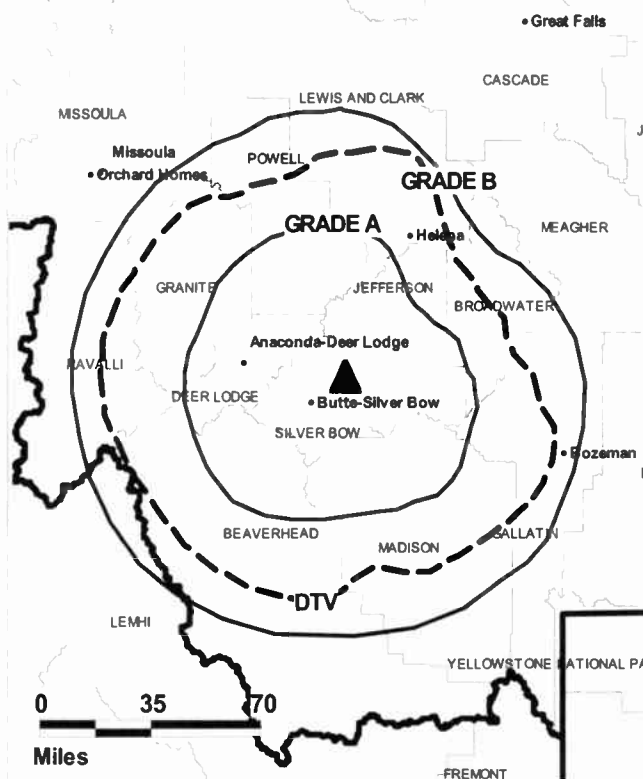 Great Falls
CASCADE
LEWIS AND CLARK
MISSOULA
J
Missoula
POWELL
Orchard Homes
GRADE B
GRADE A
MEAGHER
Helena
GRANITE
JEFFERSON
BROADWATER
Anaconda-Deer Lodge
RAVALLI
DEER LODGE
Butte-Silver Bow
SILVER BOW
Bozeman
BEAVERHEAD
MADISON
GALLATIN
DTV
LEMHI
YELLOWSTONE NATIONAL PA
0 35 70
Miles
FREMONT